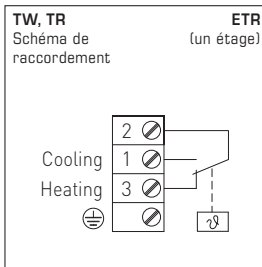 TW, TR
Schéma de
raccordement
ETR
(un étage)
2
Cooling 1
Heating 3
ϑ